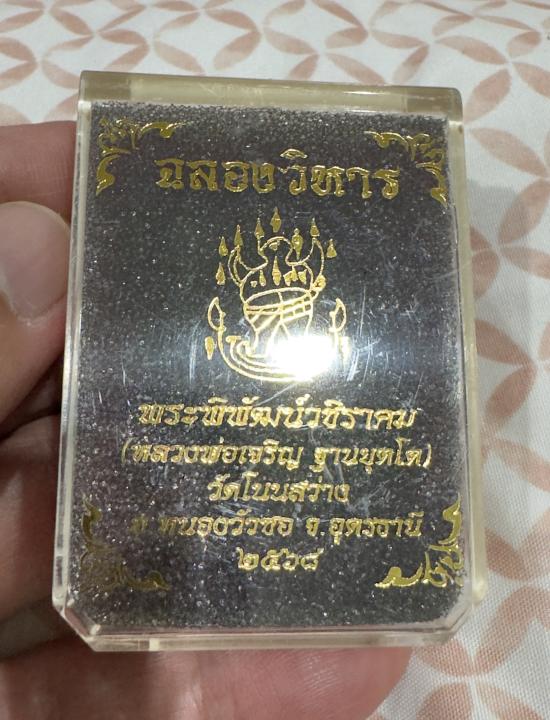 ฉลองวิหาร
พระพิพัฒน์วชิราคม
(หลวงพ่อเจริญ ฐานยุตโต)
วัดโนนสว่าง
อ.หนองวัวซอ จ.อุดรธานี
๒๕๖๘